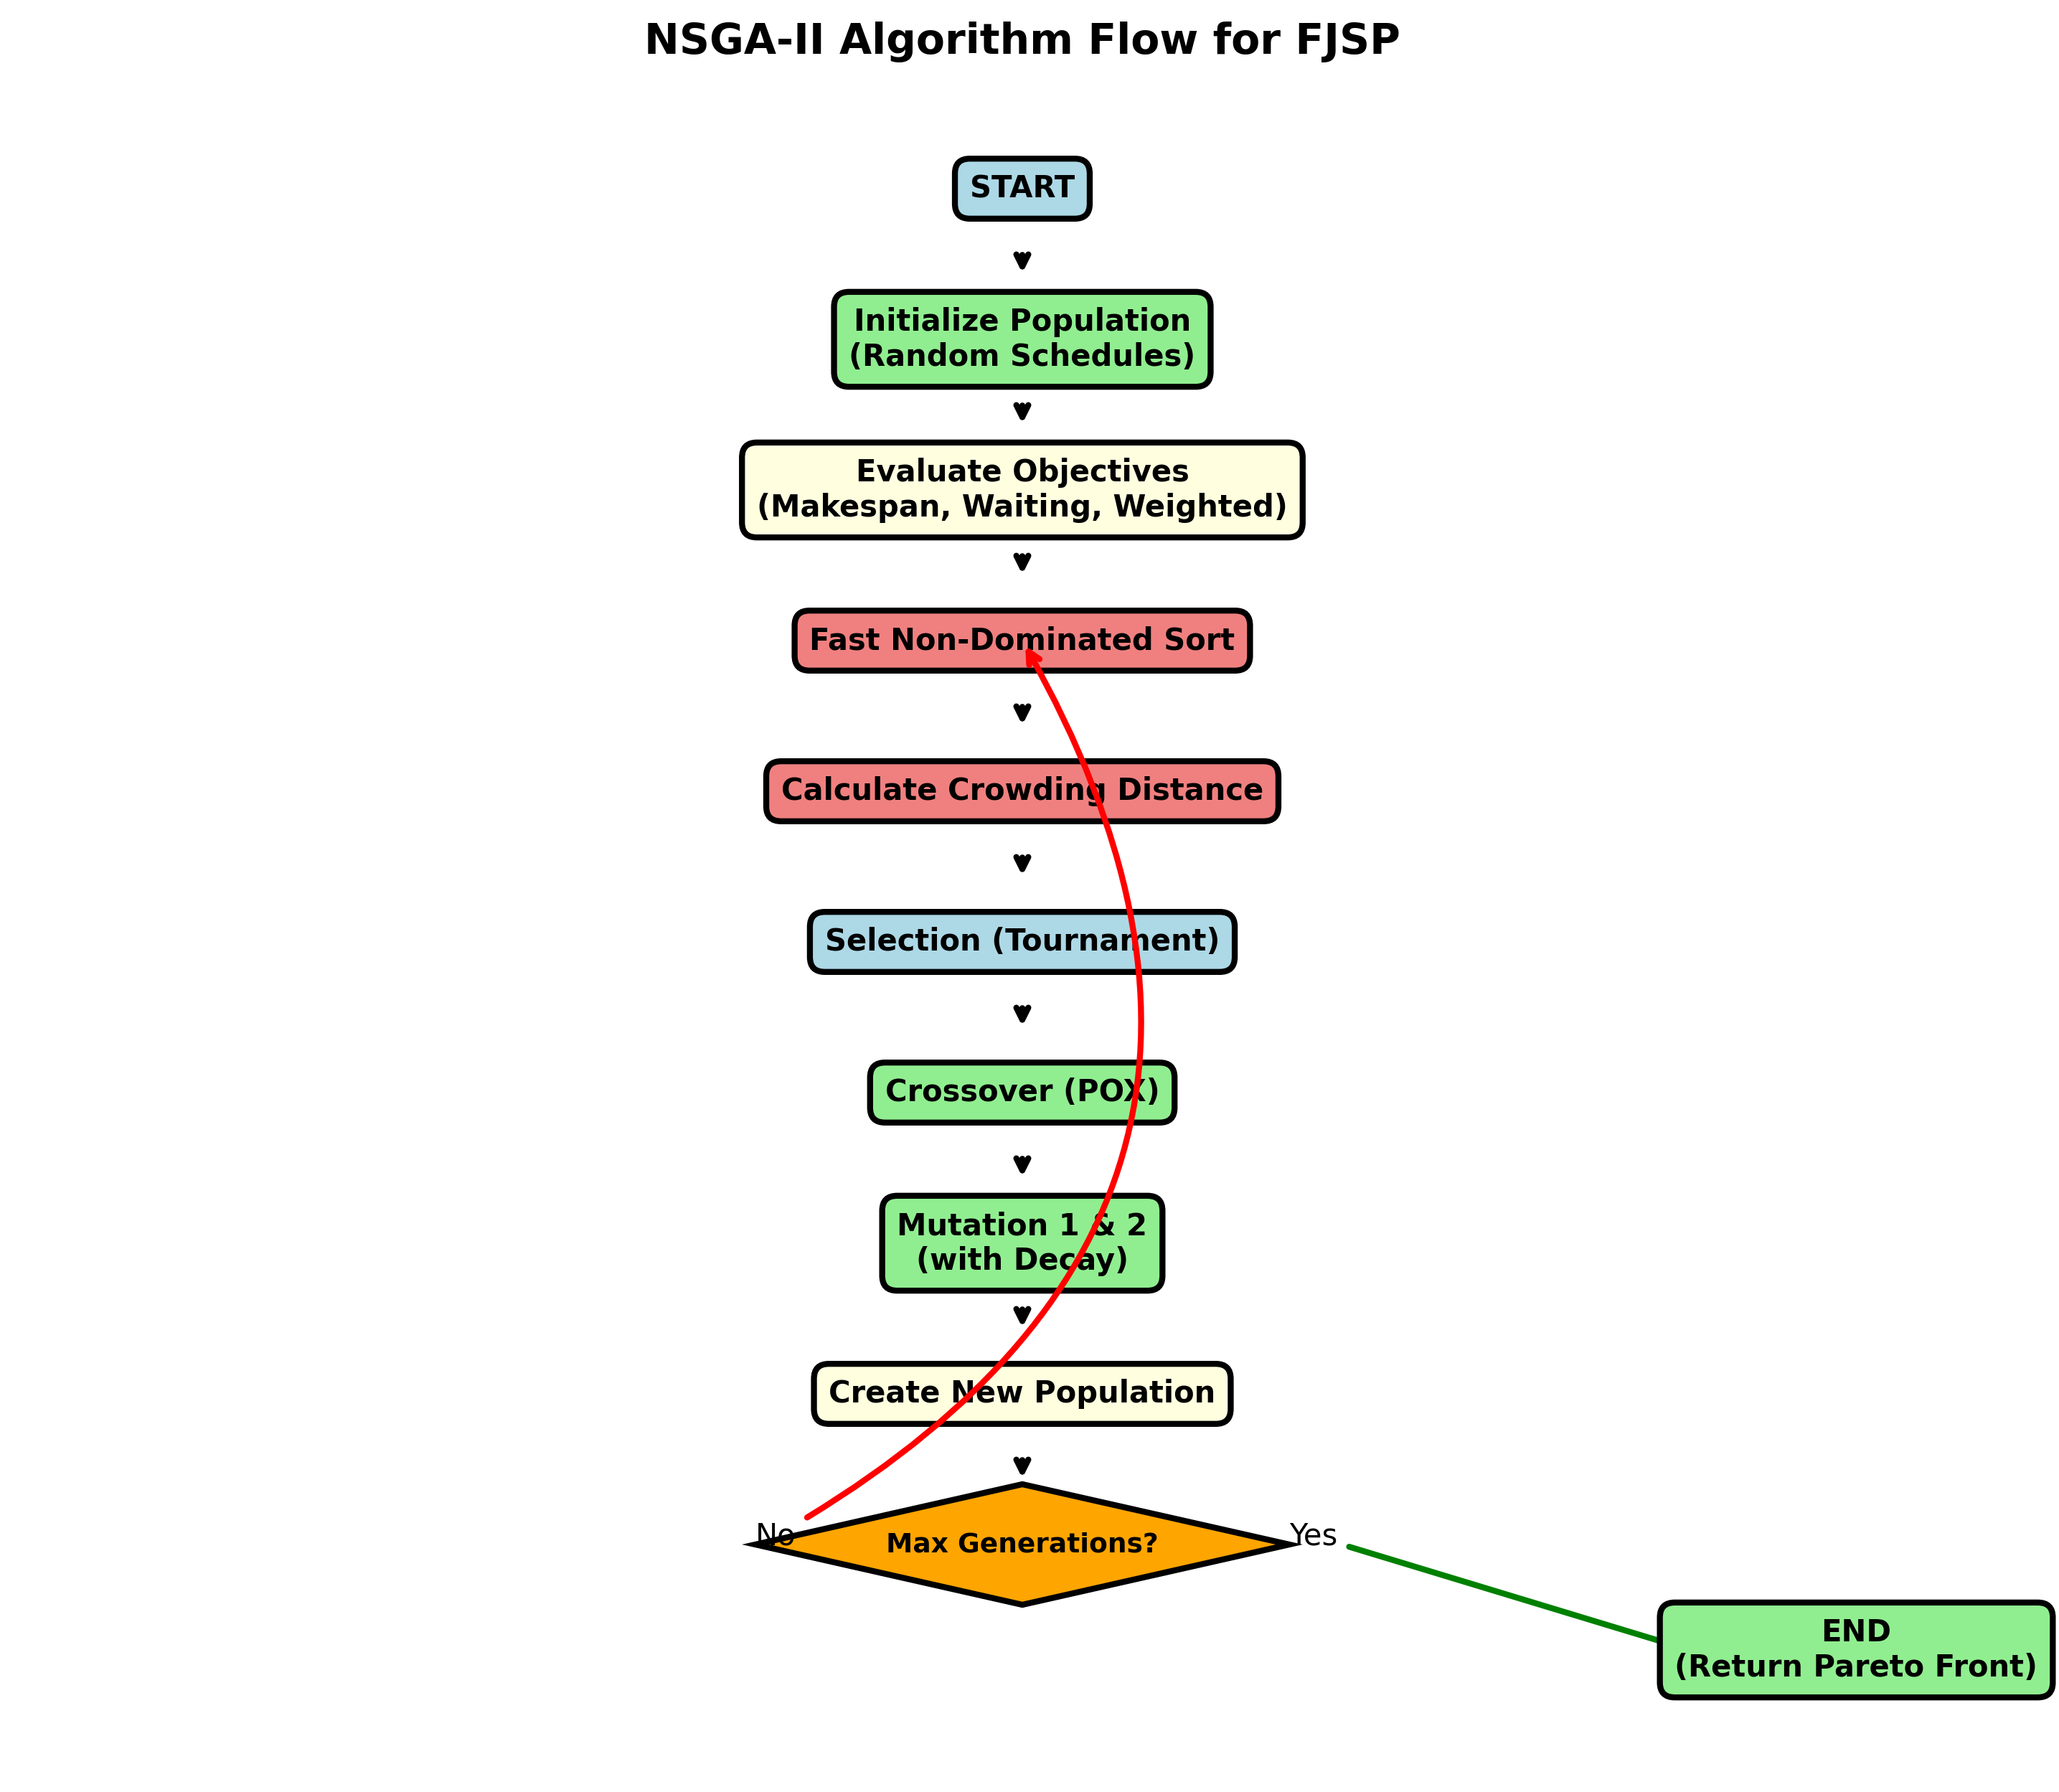 NSGA-II Algorithm Flow for FJSP
START
Initialize Population
(Random Schedules)
Evaluate Objectives
(Makespan, Waiting, Weighted)
Fast Non-Dominated Sort
Calculate Crowding Distance
Selection (Tournament)
Crossover (POX)
Mutation 1 & 2
(with Decay)
Create New Population
No
Max Generations?
Yes
END
(Return Pareto Front)